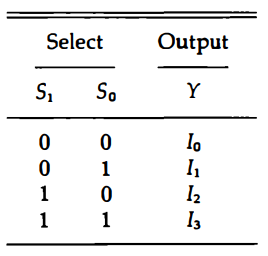 Select Output
S₁ S₀ Y
0 0 I₀
0 1 I₁
1 0 I₂
1 1 I₃